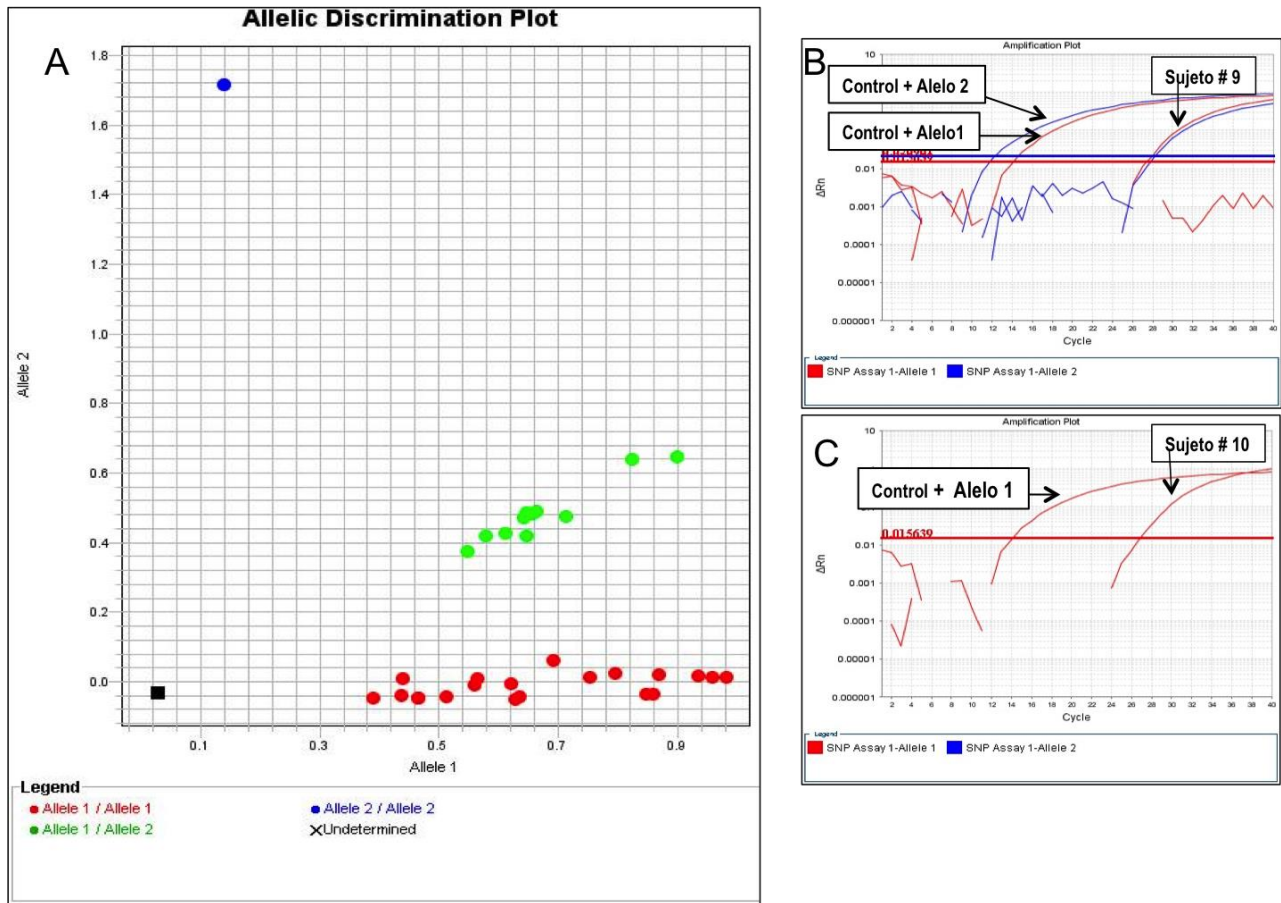 Allelic Discrimination Plot
A
1.8
1.6
1.4
1.2
1.0
0.8
0.6
0.4
0.2
0.0
Allele 2
0.1 0.3 0.5 0.7 0.9
Allele 1
Legend
Allele 1 / Allele 1
Allele 2 / Allele 2
Allele 1 / Allele 2
Undetermined
B
Amplification Plot
Control + Alelo 2
Control + Alelo1
Sujeto # 9
10
0.01
0.001
0.0001
0.00001
0.000001
ΔRn
2 4 6 8 10 12 14 16 18 20 22 24 26 28 30 32 34 36 38 40
Cycle
Legend
SNP Assay 1-Allele 1 SNP Assay 1-Allele 2
C
Amplification Plot
Control + Alelo 1
Sujeto # 10
10
0.015639
0.01
0.001
0.0001
0.00001
0.000001
ΔRn
2 4 6 8 10 12 14 16 18 20 22 24 26 28 30 32 34 36 38 40
Cycle
Legend
SNP Assay 1-Allele 1 SNP Assay 1-Allele 2